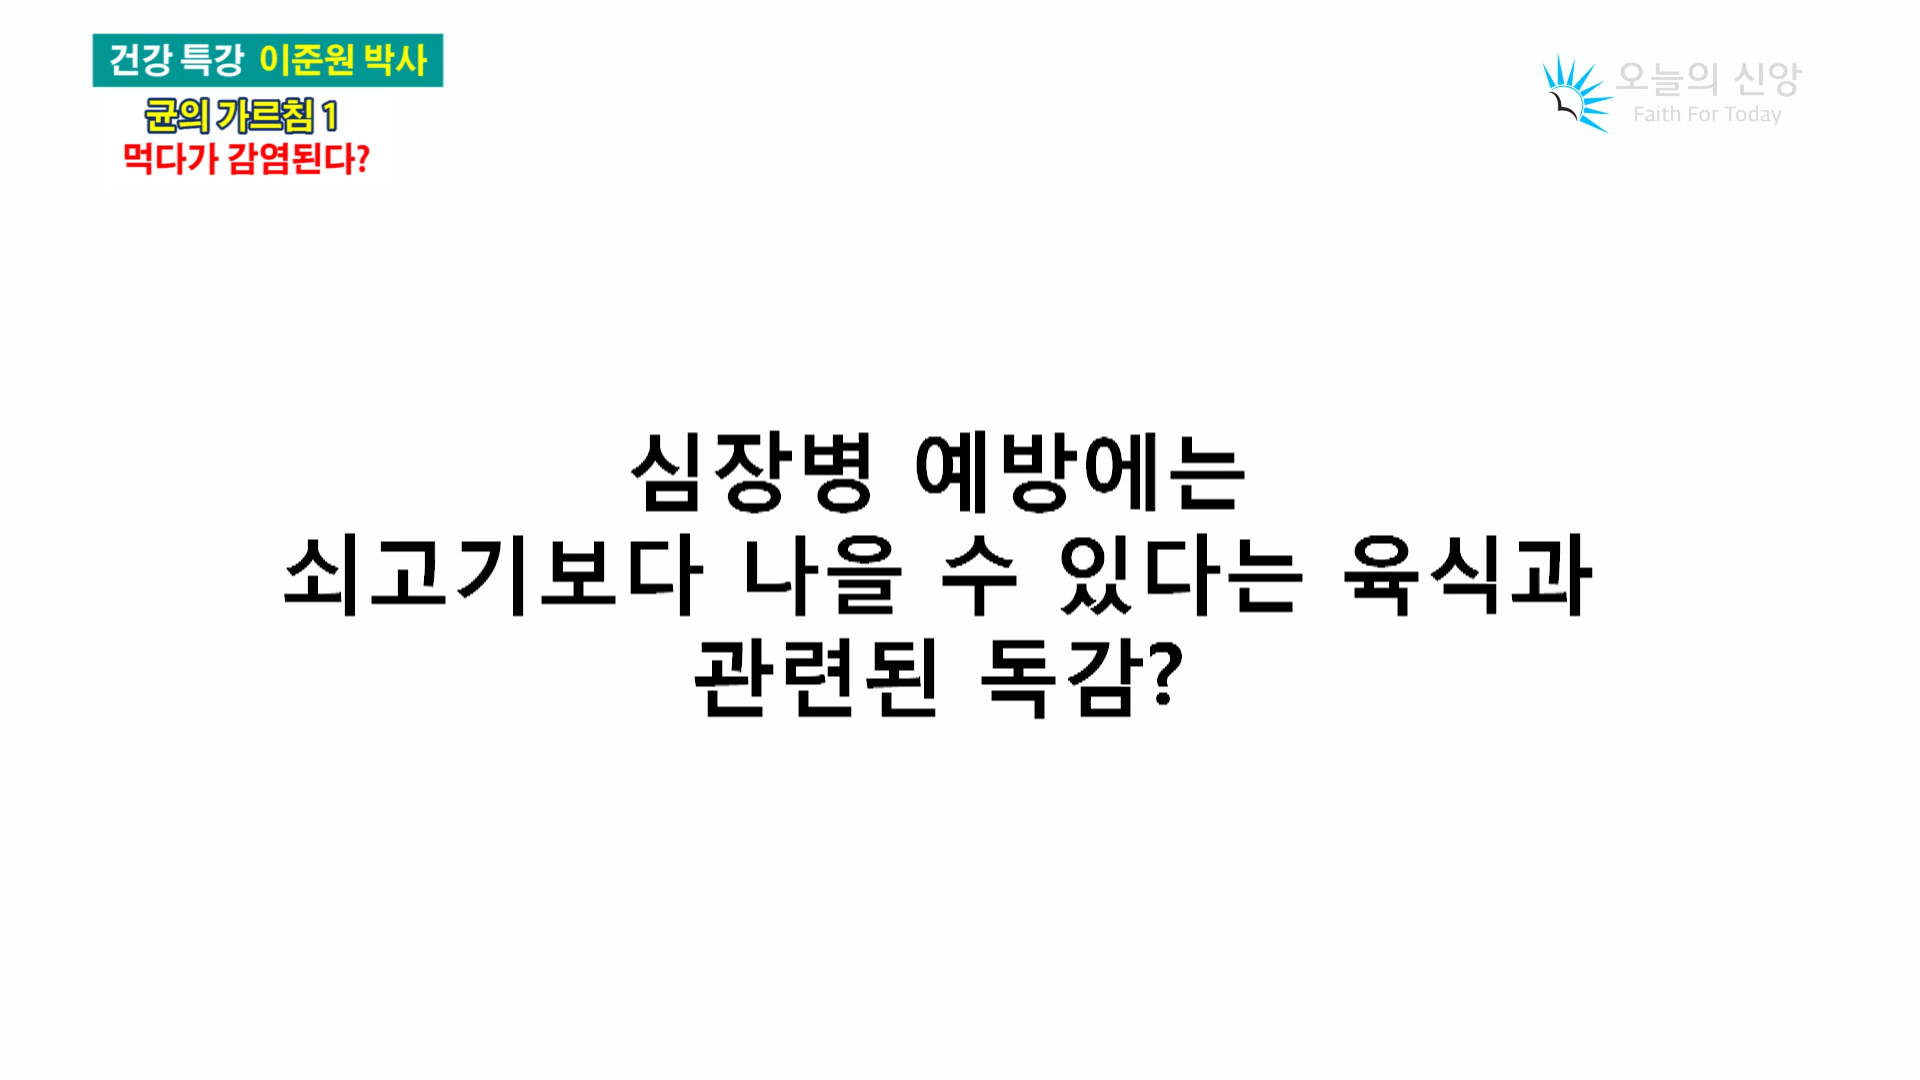 건강 특강 이준원 박사
균의 가르침 1
먹다가 감염된다?
오늘의 신앙
Faith For Today
심장병 예방에는
쇠고기보다 나을 수 있다는 육식과
관련된 독감?